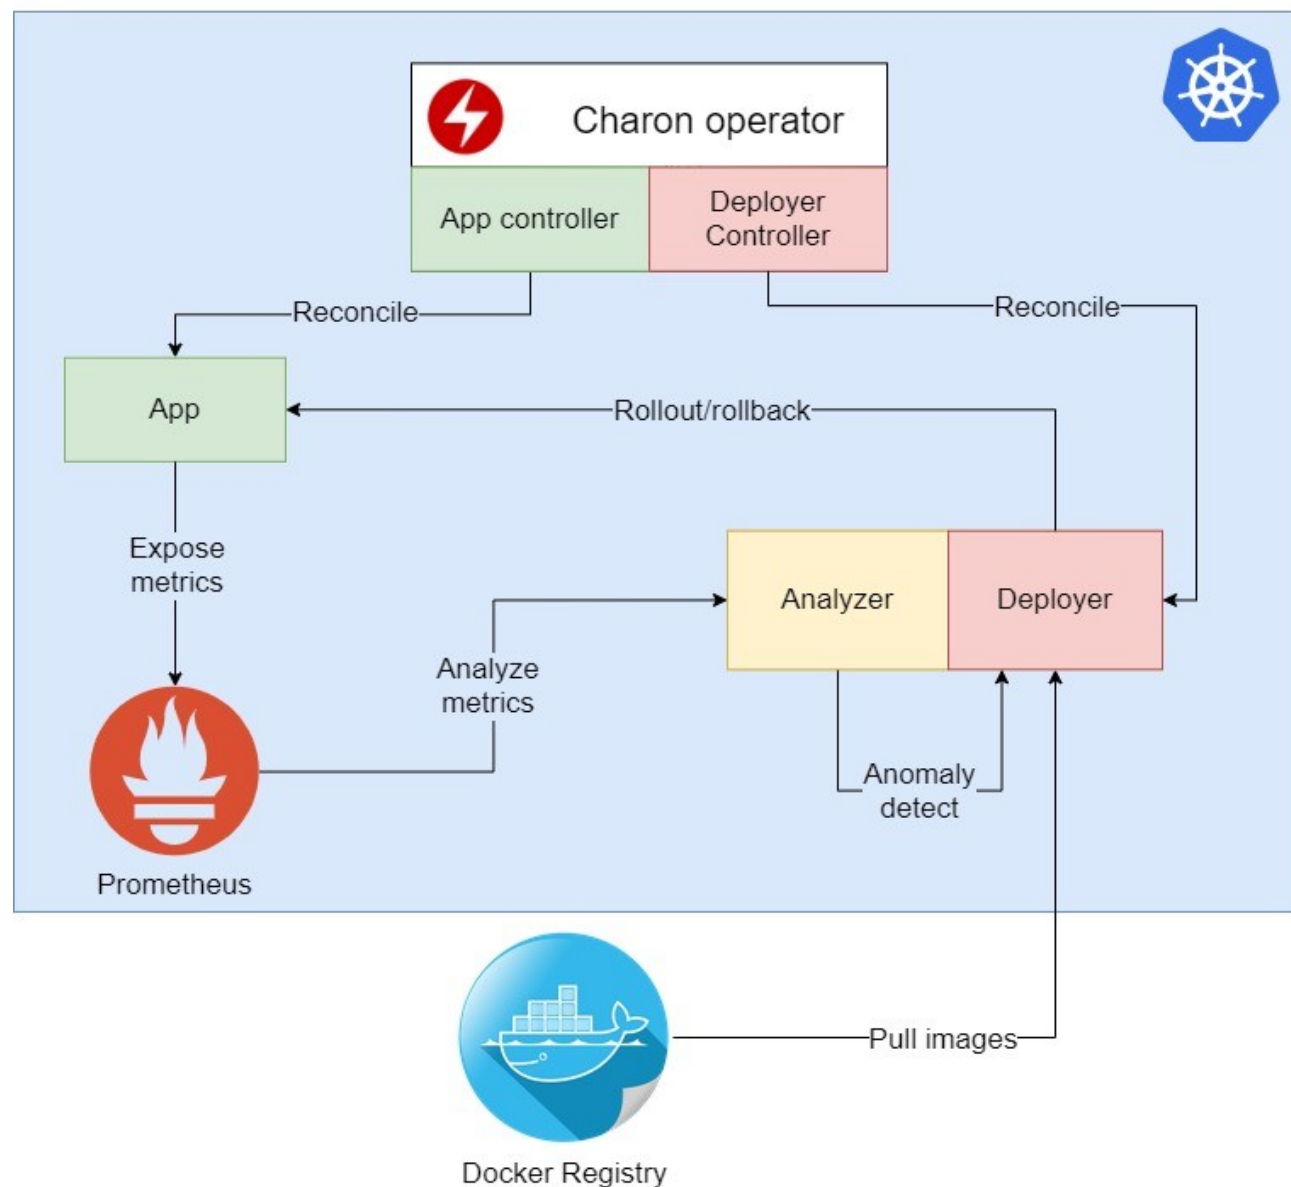 Charon operator
App controller
Deployer
Controller
Reconcile
Reconcile
App
Rollout/rollback
Expose
metrics
Analyzer
Deployer
Analyze
metrics
Anomaly
detect
Prometheus
Pull images
Docker Registry